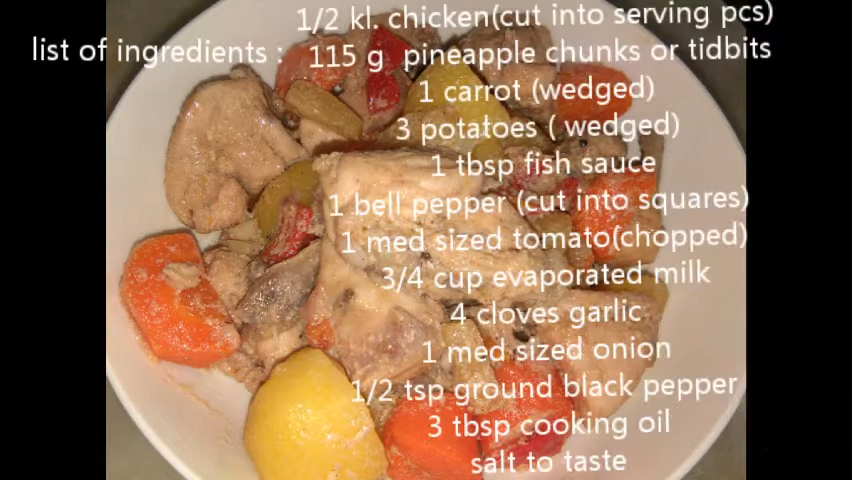 1/2 kl. chicken(cut into serving pcs)
list of ingredients : 115 g pineapple chunks or tidbits
1 carrot (wedged)
3 potatoes ( wedged)
1 tbsp fish sauce
1 bell pepper (cut into squares)
1 med sized tomato(chopped)
3/4 cup evaporated milk
4 cloves garlic
1 med sized onion
1/2 tsp ground black pepper
3 tbsp cooking oil
salt to taste